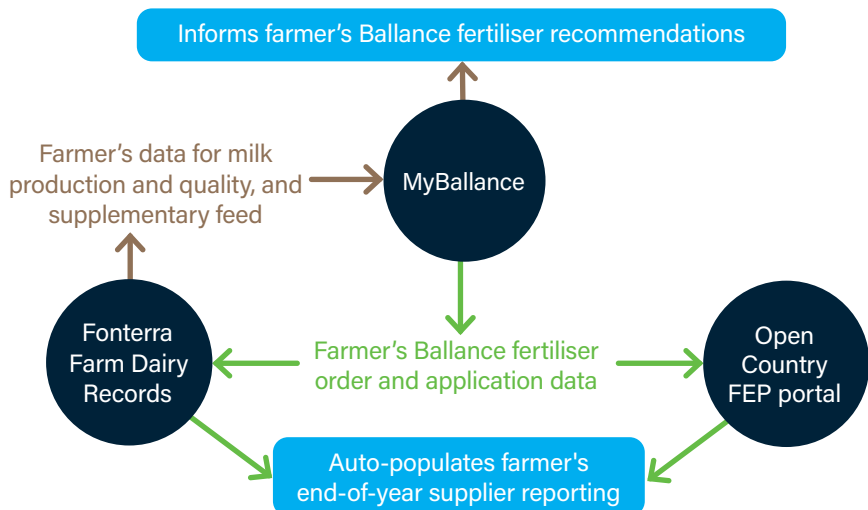 Informs farmer’s Ballance fertiliser recommendations
Farmer’s data for milk
production and quality, and
supplementary feed
MyBallance
Fonterra
Farm Dairy
Records
Farmer’s Ballance fertiliser
order and application data
Open
Country
FEP portal
Auto-populates farmer's
end-of-year supplier reporting